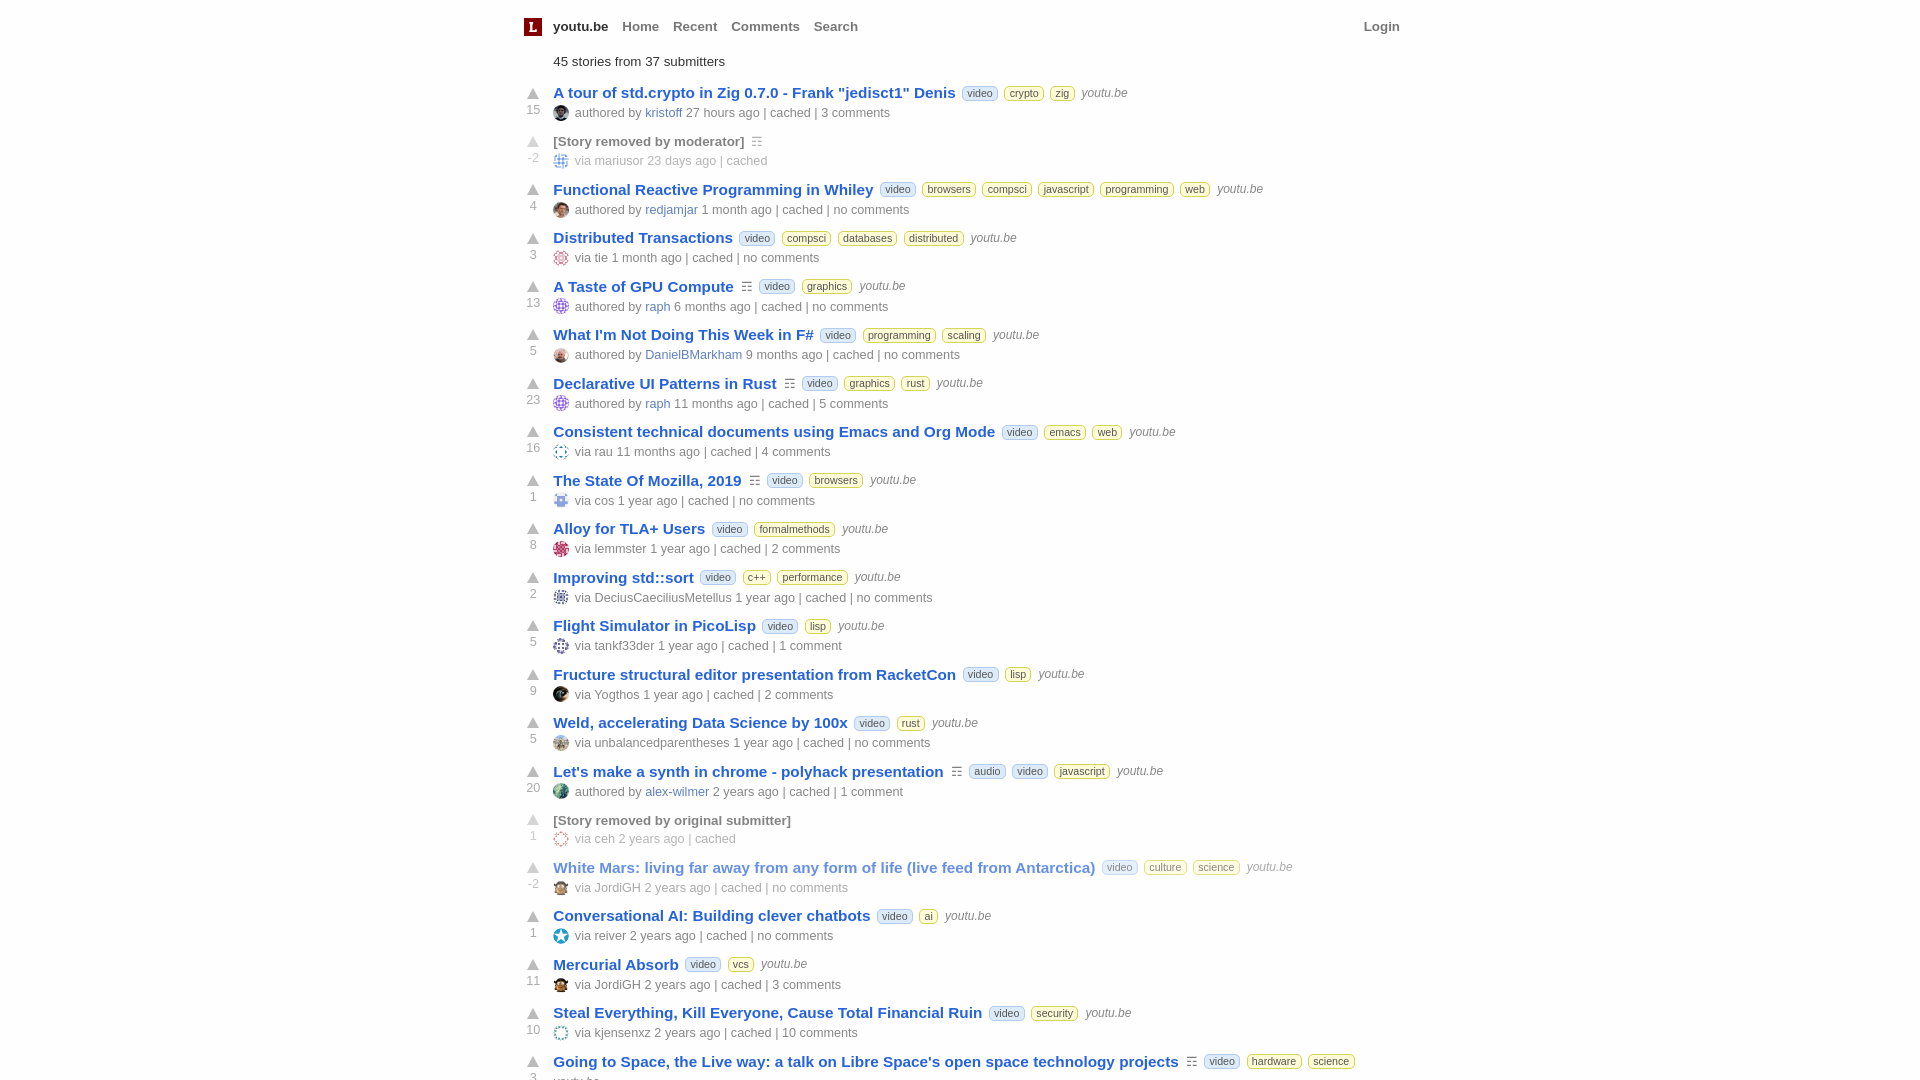 L youtu.be Home Recent Comments Search Login
45 stories from 37 submitters
A tour of std.crypto in Zig 0.7.0 - Frank "jedisct1" Denis video crypto zig youtu.be
15 authored by kristoff 27 hours ago | cached | 3 comments
[Story removed by moderator] ☶
-2 via mariusor 23 days ago | cached
Functional Reactive Programming in Whiley video browsers compsci javascript programming web youtu.be
4 authored by redjamjar 1 month ago | cached | no comments
Distributed Transactions video compsci databases distributed youtu.be
3 via tie 1 month ago | cached | no comments
A Taste of GPU Compute ☶ video graphics youtu.be
13 authored by raph 6 months ago | cached | no comments
What I'm Not Doing This Week in F# video programming scaling youtu.be
5 authored by DanielBMarkham 9 months ago | cached | no comments
Declarative UI Patterns in Rust ☶ video graphics rust youtu.be
23 authored by raph 11 months ago | cached | 5 comments
Consistent technical documents using Emacs and Org Mode video emacs web youtu.be
16 via rau 11 months ago | cached | 4 comments
The State Of Mozilla, 2019 ☶ video browsers youtu.be
1 via cos 1 year ago | cached | no comments
Alloy for TLA+ Users video formalmethods youtu.be
8 via lemmster 1 year ago | cached | 2 comments
Improving std::sort video c++ performance youtu.be
2 via DeciusCaeciliusMetellus 1 year ago | cached | no comments
Flight Simulator in PicoLisp video lisp youtu.be
5 via tankf33der 1 year ago | cached | 1 comment
Fructure structural editor presentation from RacketCon video lisp youtu.be
9 via Yogthos 1 year ago | cached | 2 comments
Weld, accelerating Data Science by 100x video rust youtu.be
5 via unbalancedparentheses 1 year ago | cached | no comments
Let's make a synth in chrome - polyhack presentation ☶ audio video javascript youtu.be
20 authored by alex-wilmer 2 years ago | cached | 1 comment
[Story removed by original submitter]
1 via ceh 2 years ago | cached
White Mars: living far away from any form of life (live feed from Antarctica) video culture science youtu.be
-2 via JordiGH 2 years ago | cached | no comments
Conversational AI: Building clever chatbots video ai youtu.be
1 via reiver 2 years ago | cached | no comments
Mercurial Absorb video vcs youtu.be
11 via JordiGH 2 years ago | cached | 3 comments
Steal Everything, Kill Everyone, Cause Total Financial Ruin video security youtu.be
10 via kjensenxz 2 years ago | cached | 10 comments
Going to Space, the Live way: a talk on Libre Space's open space technology projects ☶ video hardware science
3 youtu.be